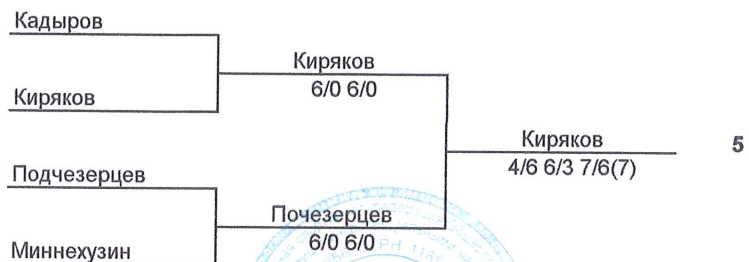 Кадыров
Киряков
6/0 6/0
Киряков
Киряков
4/6 6/3 7/6(7)
5
Подчезерцев
Почезерцев
6/0 6/0
Миннехузин